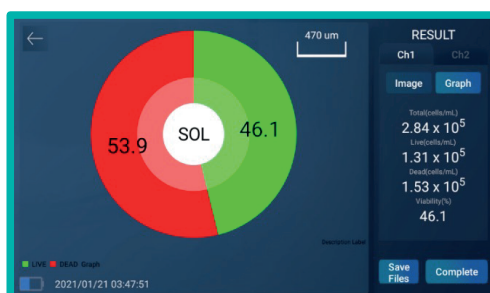 470 um
SOL
53.9
46.1
Description Label
LIVE DEAD Graph
2021/01/21 03:47:51
RESULT
Ch1 Ch2
Image Graph
Total(cells/mL)
2.84 x 10⁵
Live(cells/mL)
1.31 x 10⁵
Dead(cells/mL)
1.53 x 10⁵
Viability(%)
46.1
Save
Files
Complete